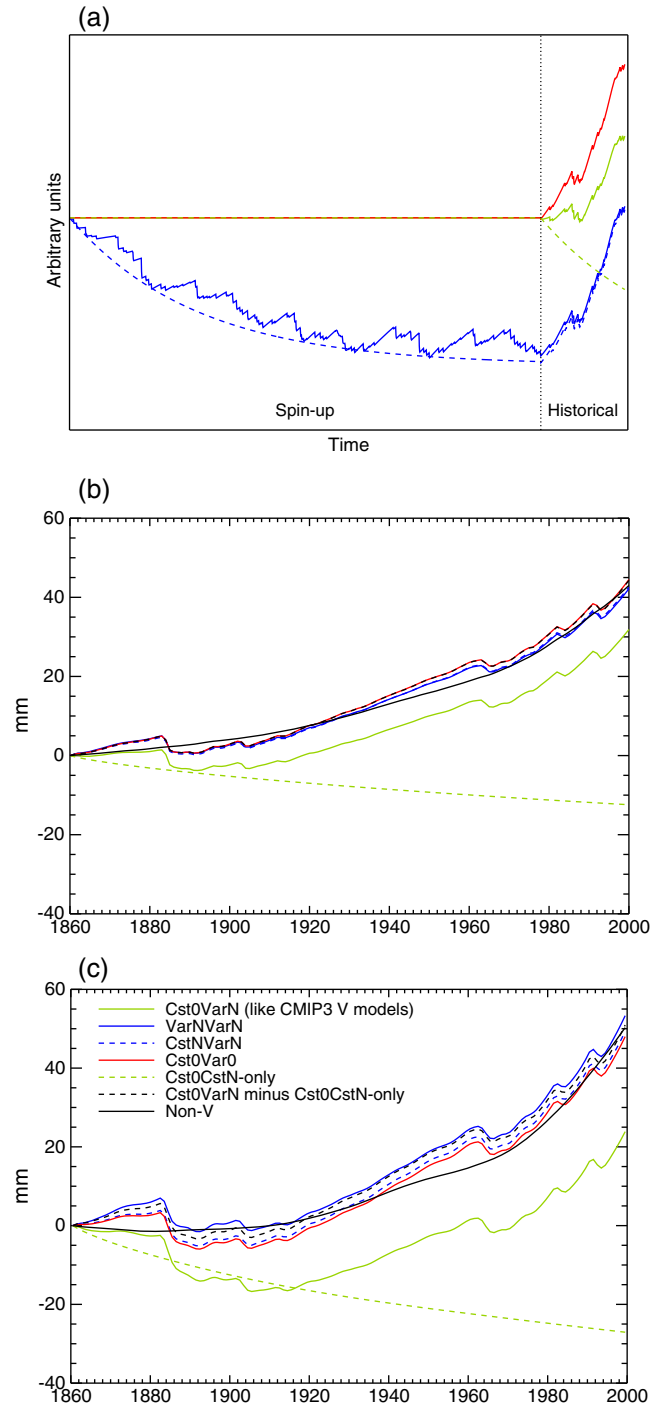 (a)
Arbitrary units
Spin-up
Historical
Time
(b)
60
40
20
0
-20
-40
mm
1860 1880 1900 1920 1940 1960 1980 2000
(c)
60
40
20
0
-20
-40
mm
Cst0VarN (like CMIP3 V models)
VarNVarN
CstNVarN
Cst0Var0
Cst0CstN-only
Cst0VarN minus Cst0CstN-only
Non-V
1860 1880 1900 1920 1940 1960 1980 2000